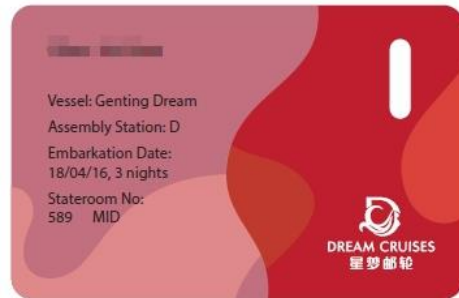 Vessel: Genting Dream
Assembly Station: D
Embarkation Date:
18/04/16, 3 nights
Stateroom No:
589 MID
DREAM CRUISES
星梦邮轮